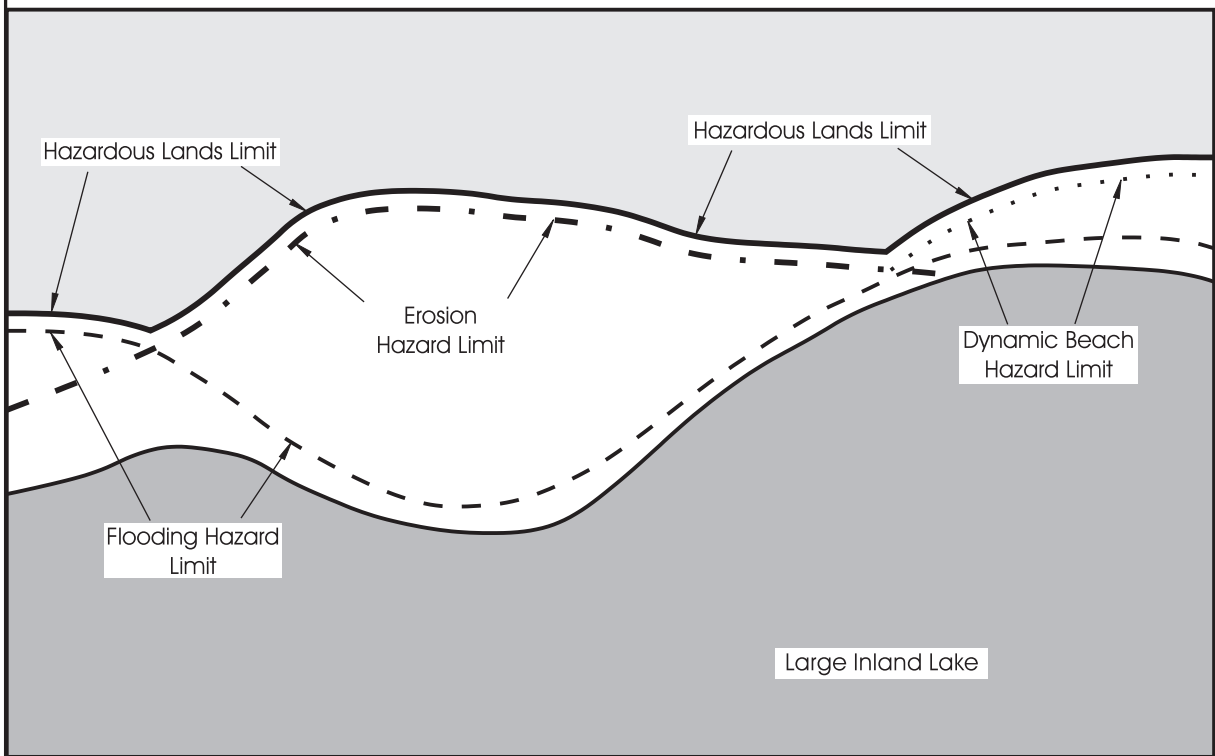 Hazardous Lands Limit
Hazardous Lands Limit
Erosion
Hazard Limit
Dynamic Beach
Hazard Limit
Flooding Hazard
Limit
Large Inland Lake